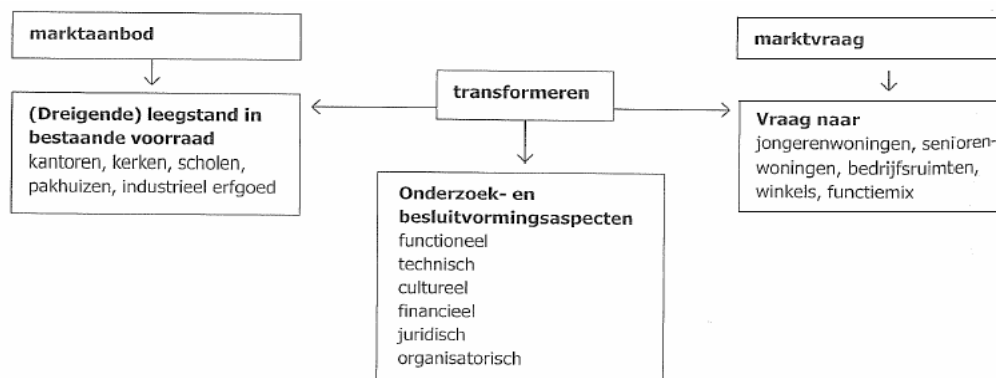 marktaanbod
(Dreigende) leegstand in
bestaande voorraad
kantoren, kerken, scholen,
pakhuizen, industrieel erfgoed
transformeren
Onderzoek- en
besluitvormingsaspecten
functioneel
technisch
cultureel
financieel
juridisch
organisatorisch
marktvraag
Vraag naar
jongerenwoningen, senioren-
woningen, bedrijfsruimten,
winkels, functiemix